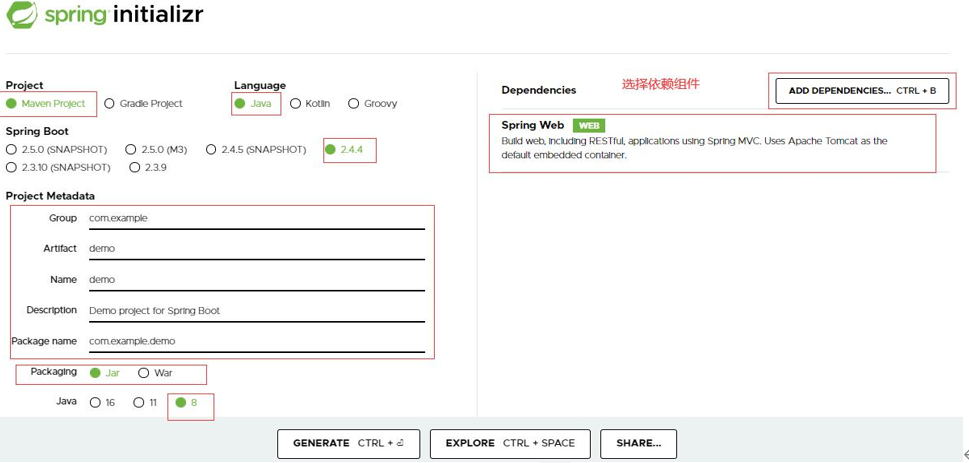 spring initializr
Project
Maven Project Gradle Project
Language
Java Kotlin Groovy
Spring Boot
2.5.0 (SNAPSHOT) 2.5.0 (M3) 2.4.5 (SNAPSHOT) 2.4.4
2.3.10 (SNAPSHOT) 2.3.9
Project Metadata
Group com.example
Artifact demo
Name demo
Description Demo project for Spring Boot
Package name com.example.demo
Packaging Jar War
Java 16 11 8
Dependencies 选择依赖组件 ADD DEPENDENCIES... CTRL + B
Spring Web WEB
Build web, including RESTful, applications using Spring MVC. Uses Apache Tomcat as the
default embedded container.
GENERATE CTRL + ⏎ EXPLORE CTRL + SPACE SHARE...